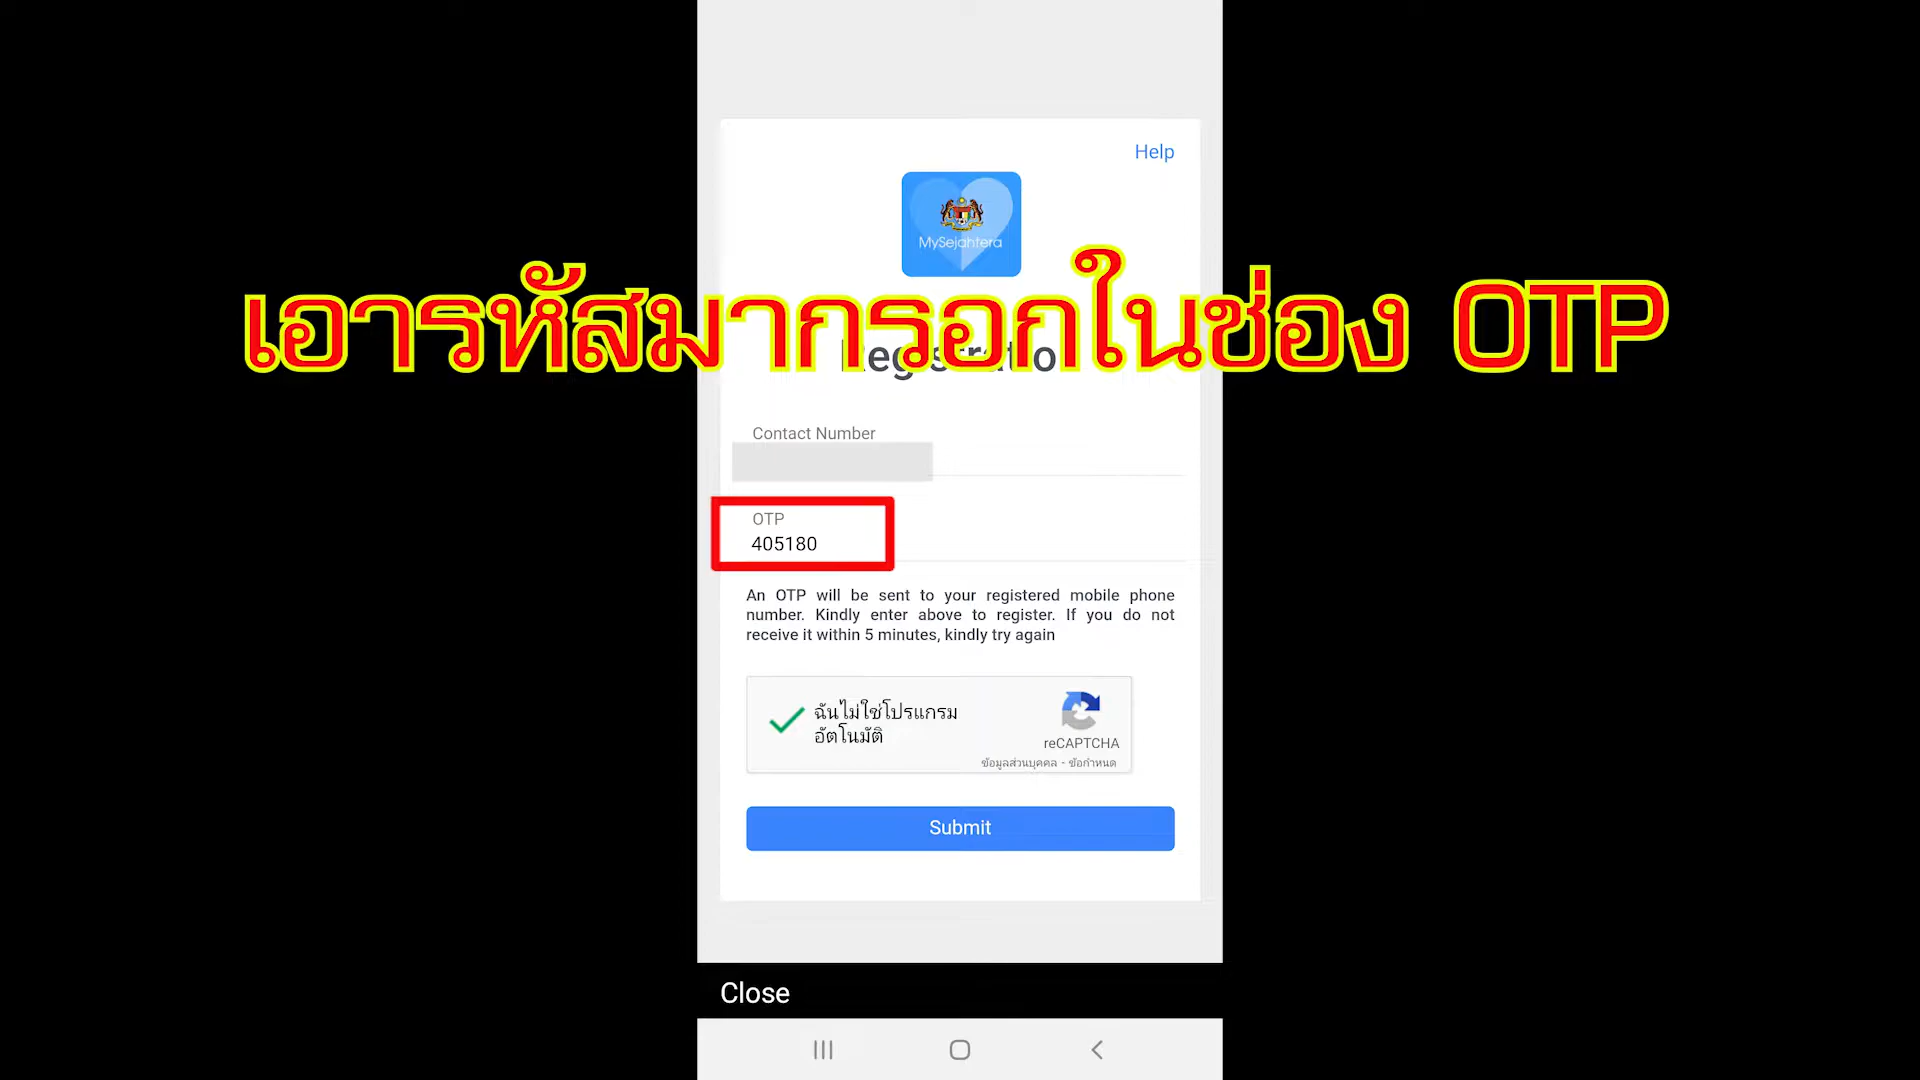 Help
MySejahtera
เอารหัสมากรอกในช่อง OTP
Registration
Contact Number
OTP
405180
An OTP will be sent to your registered mobile phone
number. Kindly enter above to register. If you do not
receive it within 5 minutes, kindly try again
ฉันไม่ใช่โปรแกรม
อัตโนมัติ
reCAPTCHA
ข้อมูลส่วนบุคคล - ข้อกำหนด
Submit
Close